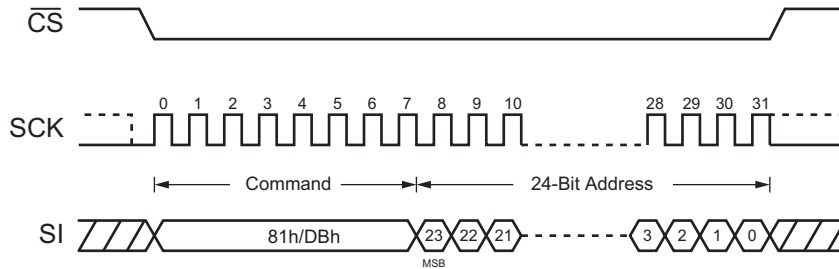 CS
0 1 2 3 4 5 6 7 8 9 10 28 29 30 31
SCK
Command 24-Bit Address
SI 81h/DBh 23 22 21 3 2 1 0
MSB